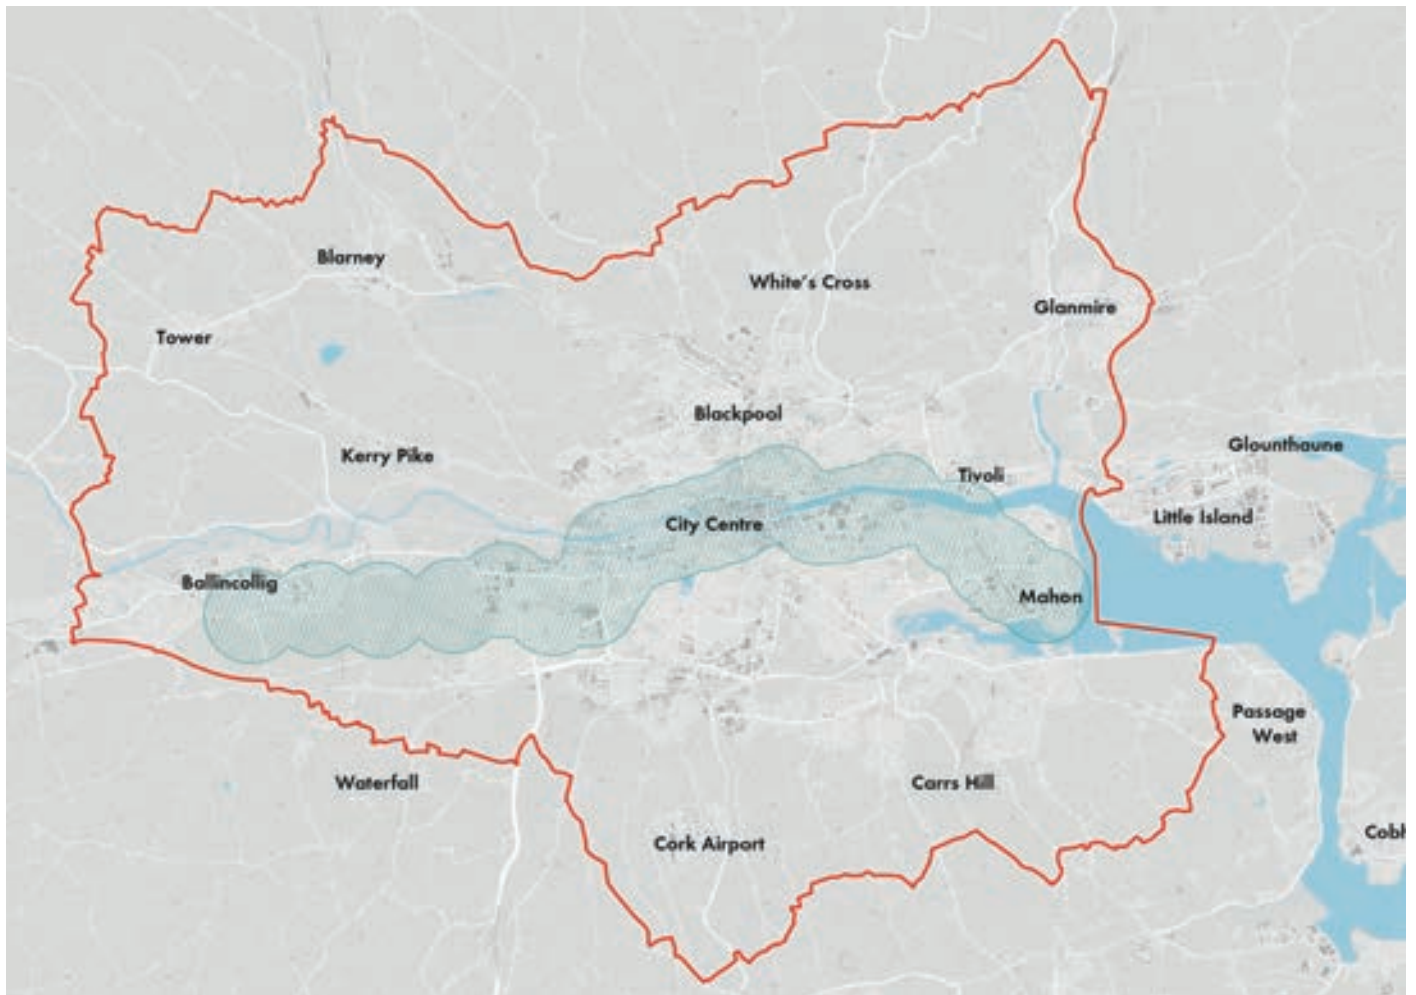 Blarney
White's Cross
Glanmire
Tower
Blackpool
Glounthaune
Kerry Pike
Tivoli
Little Island
City Centre
Ballincollig
Mahon
Passage
West
Waterfall
Carrs Hill
Cobh
Cork Airport